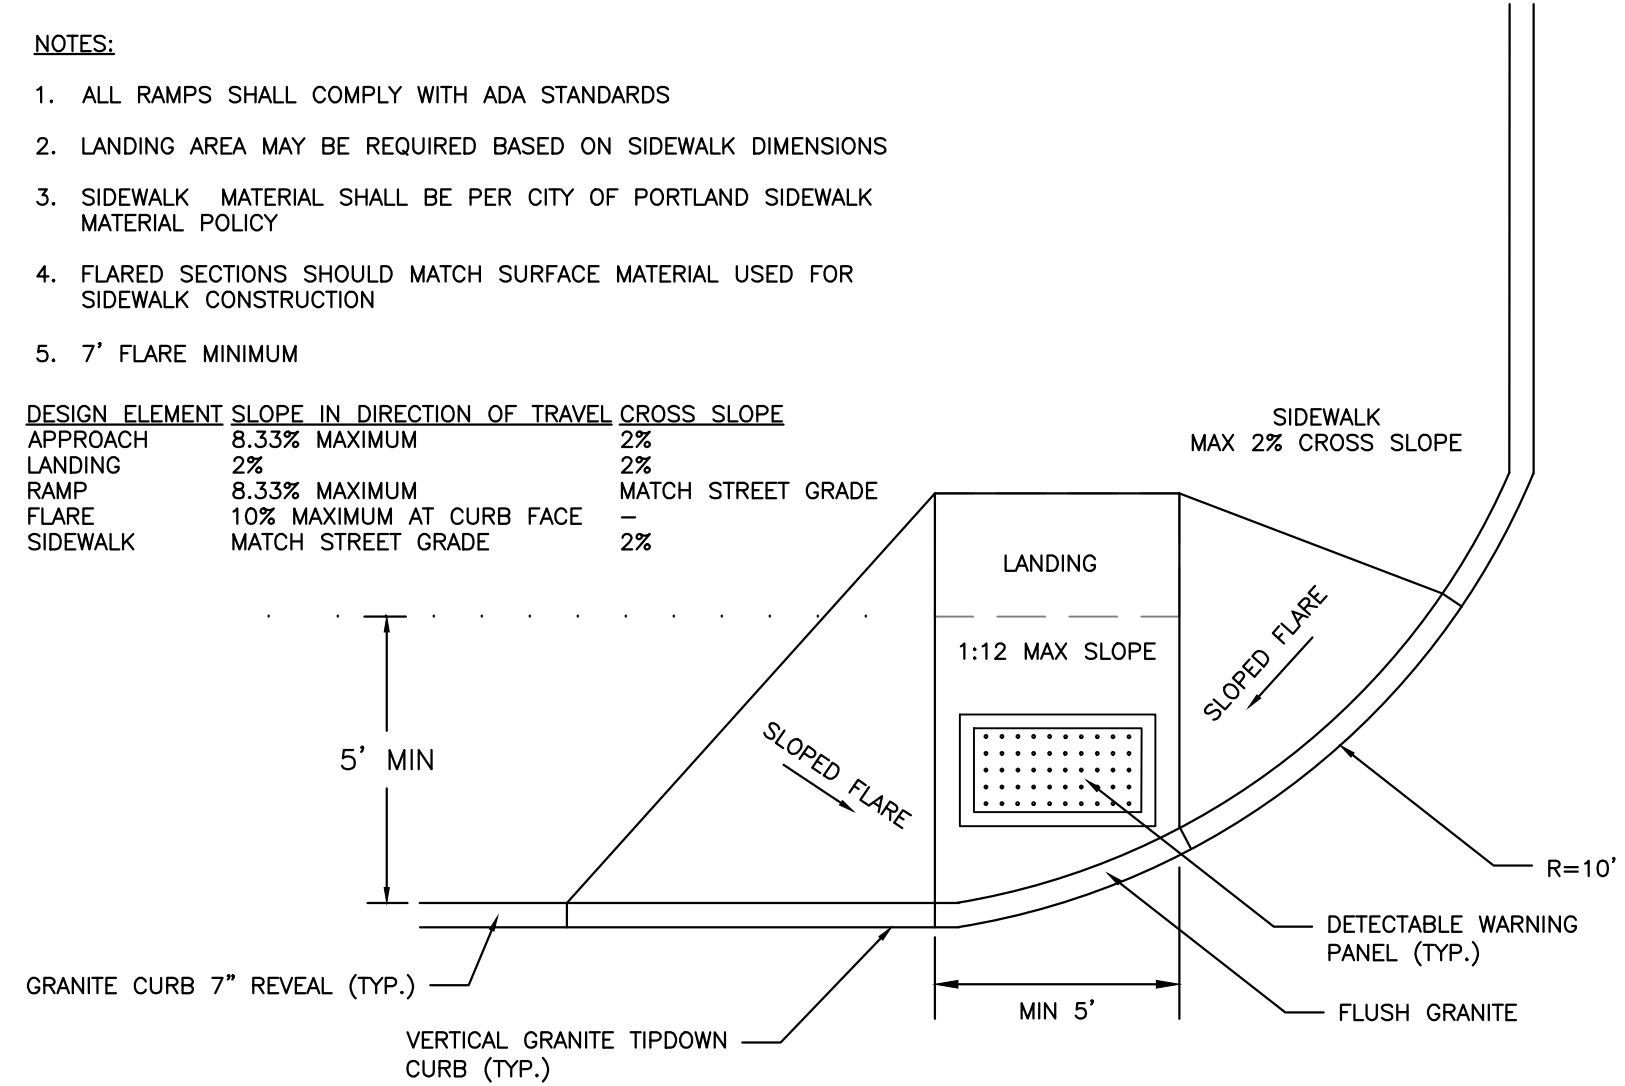 NOTES:
1. ALL RAMPS SHALL COMPLY WITH ADA STANDARDS
2. LANDING AREA MAY BE REQUIRED BASED ON SIDEWALK DIMENSIONS
3. SIDEWALK MATERIAL SHALL BE PER CITY OF PORTLAND SIDEWALK
MATERIAL POLICY
4. FLARED SECTIONS SHOULD MATCH SURFACE MATERIAL USED FOR
SIDEWALK CONSTRUCTION
5. 7' FLARE MINIMUM
DESIGN ELEMENT SLOPE IN DIRECTION OF TRAVEL CROSS SLOPE
APPROACH 8.33% MAXIMUM 2%
LANDING 2% 2%
RAMP 8.33% MAXIMUM MATCH STREET GRADE
FLARE 10% MAXIMUM AT CURB FACE –
SIDEWALK MATCH STREET GRADE 2%
SIDEWALK
MAX 2% CROSS SLOPE
LANDING
1:12 MAX SLOPE
SLOPED FLARE
SLOPED FLARE
5' MIN
R=10'
DETECTABLE WARNING
PANEL (TYP.)
GRANITE CURB 7" REVEAL (TYP.)
MIN 5'
FLUSH GRANITE
VERTICAL GRANITE TIPDOWN
CURB (TYP.)